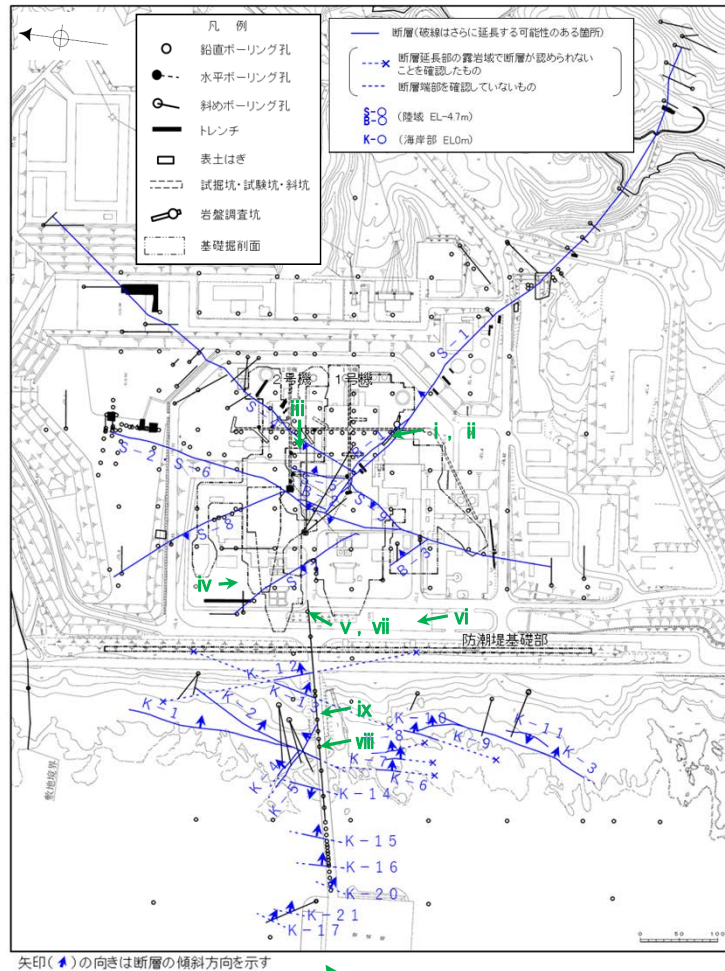 凡 例
鉛直ボーリング孔
水平ボーリング孔
斜めボーリング孔
トレンチ
表土はぎ
試掘坑・試験坑・斜坑
岩盤調査坑
基礎掘削面
断層(破線はさらに延長する可能性のある箇所)
断層延長部の露岩域で断層が認められない
ことを確認したもの
断層端部を確認していないもの
S-○
B-○
(陸域 EL-4.7m)
K-○
(海岸部 EL0m)
S-1
2号機
1号機
iii
i , ii
S-2・S-6
S-9
S-8
B-3
iv
v , vii
vi
防潮堤基礎部
K-12
K-13
K-1
K-2
ix
viii
K-10
K-11
8
K-9
K-3
K-7
K-6
K-4
K-5
K-14
敷地境界
K-15
K-16
K-20
K-21
K-17
0
50
矢印( )の向きは断層の傾斜方向を示す